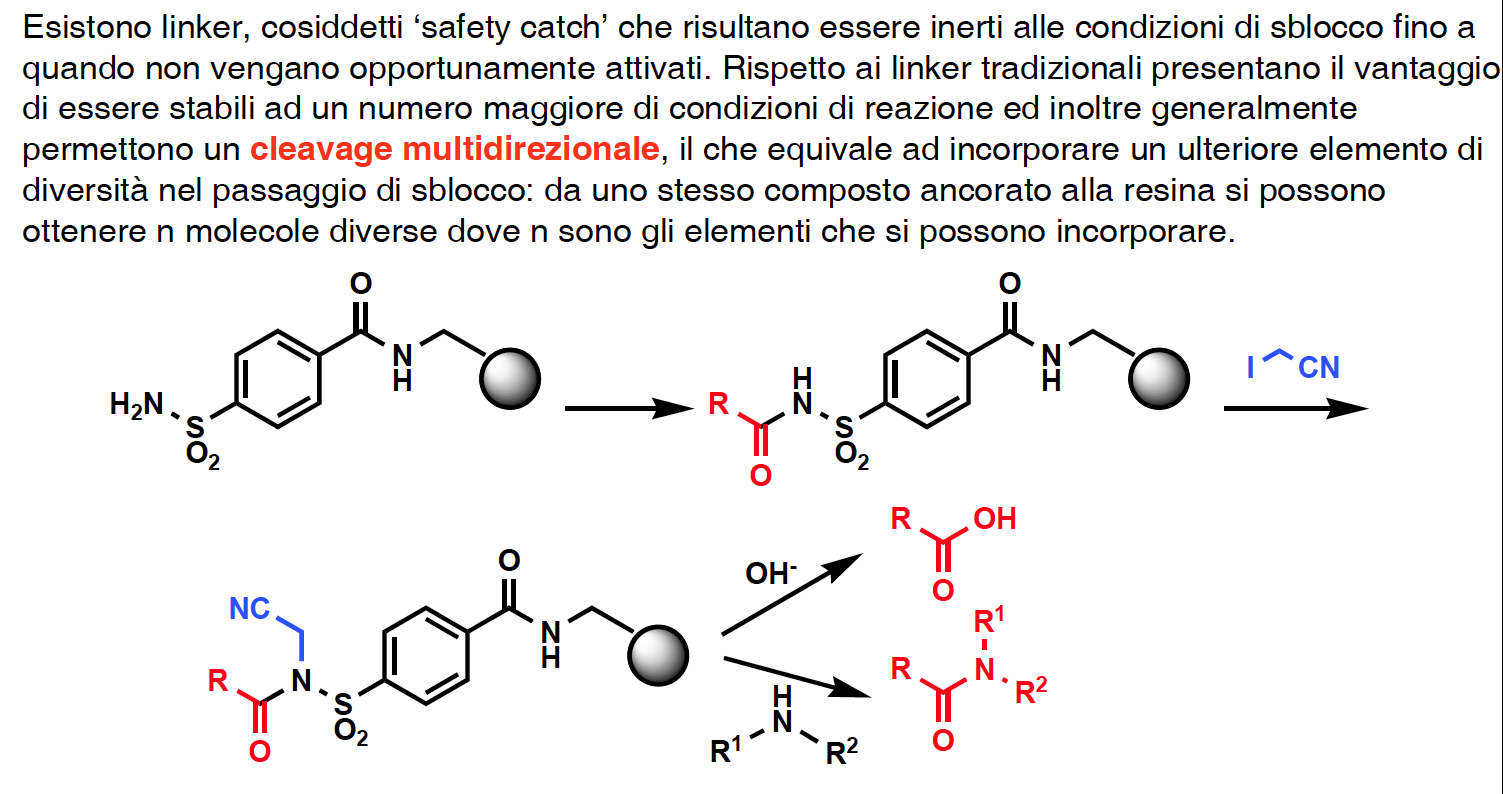 Esistono linker, cosiddetti ‘safety catch’ che risultano essere inerti alle condizioni di sblocco fino a
quando non vengano opportunamente attivati. Rispetto ai linker tradizionali presentano il vantaggio
di essere stabili ad un numero maggiore di condizioni di reazione ed inoltre generalmente
permettono un cleavage multidirezionale, il che equivale ad incorporare un ulteriore elemento di
diversità nel passaggio di sblocco: da uno stesso composto ancorato alla resina si possono
ottenere n molecole diverse dove n sono gli elementi che si possono incorporare.
O
N
H
H₂N
S
O₂
O
N
H
H
N
R
O
S
O₂
I
CN
O
N
H
NC
R
N
O
S
O₂
OH⁻
R
OH
O
H
N
R¹
R²
R¹
R
N
R²
O